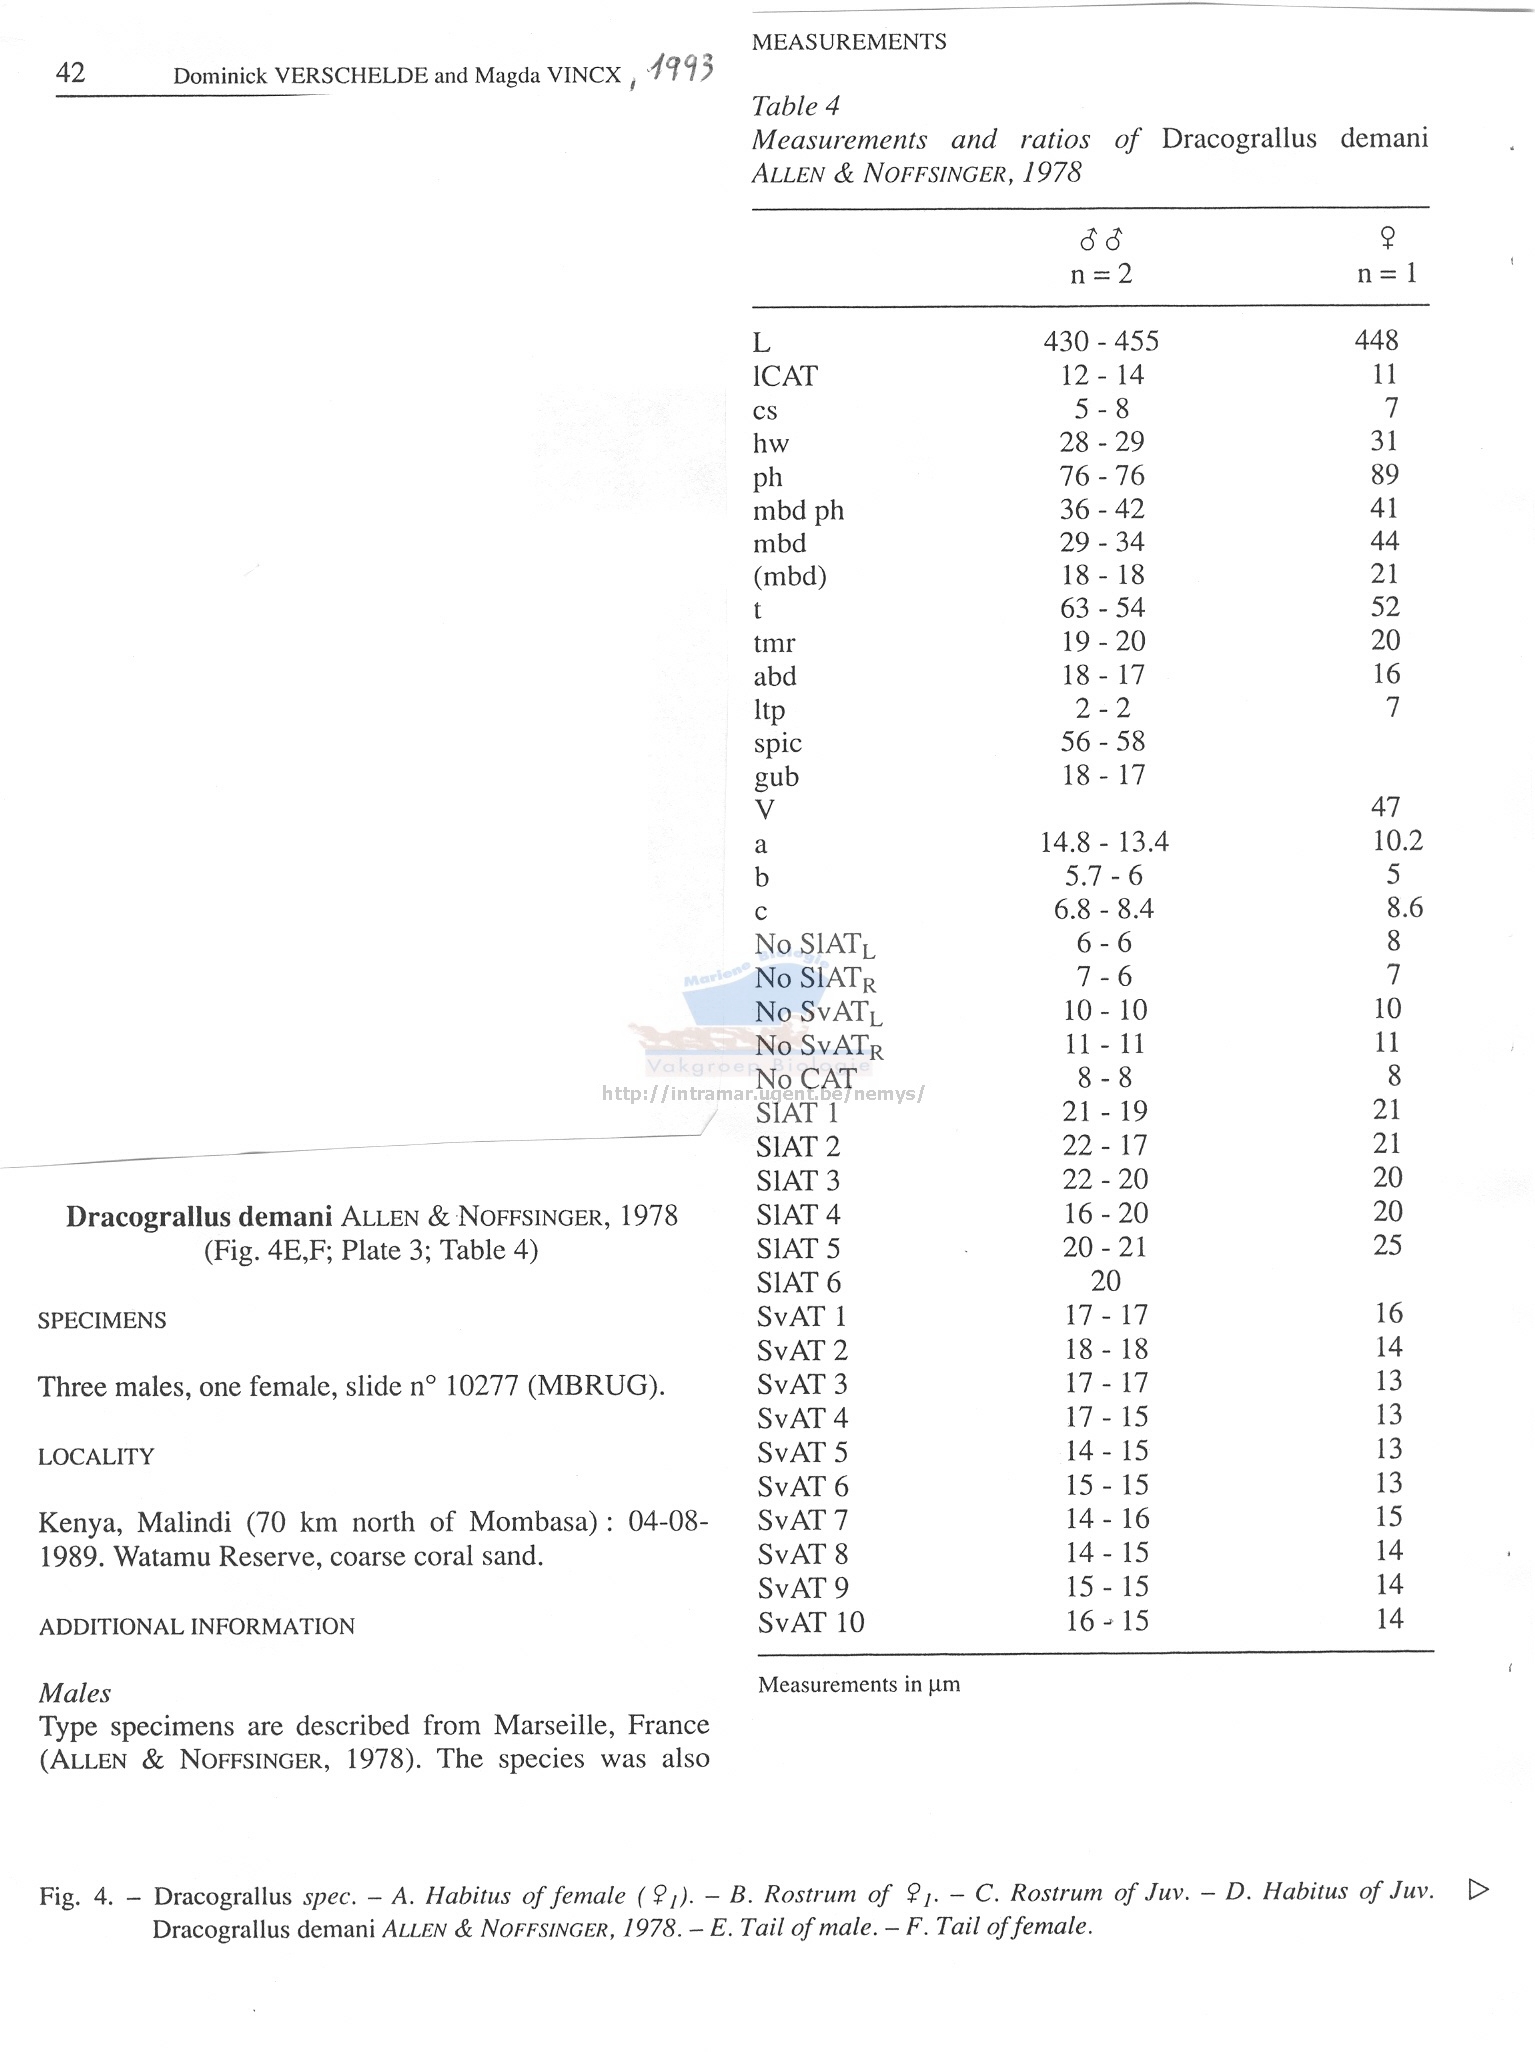 42 Dominick VERSCHELDE and Magda VINCX , 1993
Dracograllus demani ALLEN & NOFFSINGER, 1978
(Fig. 4E,F; Plate 3; Table 4)
SPECIMENS
Three males, one female, slide n° 10277 (MBRUG).
LOCALITY
Kenya, Malindi (70 km north of Mombasa) : 04-08-
1989. Watamu Reserve, coarse coral sand.
ADDITIONAL INFORMATION
Males
Type specimens are described from Marseille, France
(ALLEN & NOFFSINGER, 1978). The species was also
MEASUREMENTS
Table 4
Measurements and ratios of Dracograllus demani
ALLEN & NOFFSINGER, 1978
♂♂ ♀
n = 2 n = 1
L 430 - 455 448
lCAT 12 - 14 11
cs 5 - 8 7
hw 28 - 29 31
ph 76 - 76 89
mbd ph 36 - 42 41
mbd 29 - 34 44
(mbd) 18 - 18 21
t 63 - 54 52
tmr 19 - 20 20
abd 18 - 17 16
ltp 2 - 2 7
spic 56 - 58
gub 18 - 17
V 47
a 14.8 - 13.4 10.2
b 5.7 - 6 5
c 6.8 - 8.4 8.6
No SlATL 6 - 6 8
No SlATR 7 - 6 7
No SvATL 10 - 10 10
No SvATR 11 - 11 11
No CAT 8 - 8 8
SlAT 1 21 - 19 21
SlAT 2 22 - 17 21
SlAT 3 22 - 20 20
SlAT 4 16 - 20 20
SlAT 5 20 - 21 25
SlAT 6 20
SvAT 1 17 - 17 16
SvAT 2 18 - 18 14
SvAT 3 17 - 17 13
SvAT 4 17 - 15 13
SvAT 5 14 - 15 13
SvAT 6 15 - 15 13
SvAT 7 14 - 16 15
SvAT 8 14 - 15 14
SvAT 9 15 - 15 14
SvAT 10 16 - 15 14
Measurements in µm
Mariene Biologie
Vakgroep Biologie
http://intramar.ugent.be/nemys/
Fig. 4. – Dracograllus spec. – A. Habitus of female (♀1). – B. Rostrum of ♀1. – C. Rostrum of Juv. – D. Habitus of Juv. ▷
Dracograllus demani ALLEN & NOFFSINGER, 1978. – E. Tail of male. – F. Tail of female.